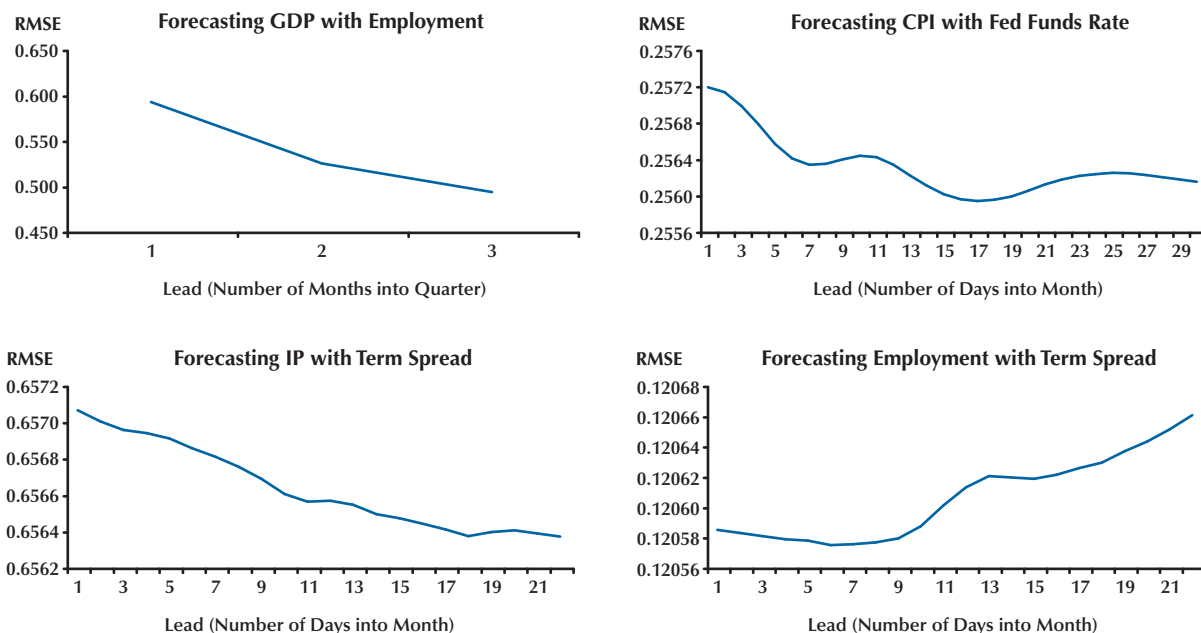 Forecasting GDP with Employment
RMSE
0.650
0.600
0.550
0.500
0.450
1 2 3
Lead (Number of Months into Quarter)
Forecasting CPI with Fed Funds Rate
RMSE
0.2576
0.2572
0.2568
0.2564
0.2560
0.2556
1 3 5 7 9 11 13 15 17 19 21 23 25 27 29
Lead (Number of Days into Month)
Forecasting IP with Term Spread
RMSE
0.6572
0.6570
0.6568
0.6566
0.6564
0.6562
1 3 5 7 9 11 13 15 17 19 21
Lead (Number of Days into Month)
Forecasting Employment with Term Spread
RMSE
0.12068
0.12066
0.12064
0.12062
0.12060
0.12058
0.12056
1 3 5 7 9 11 13 15 17 19 21
Lead (Number of Days into Month)